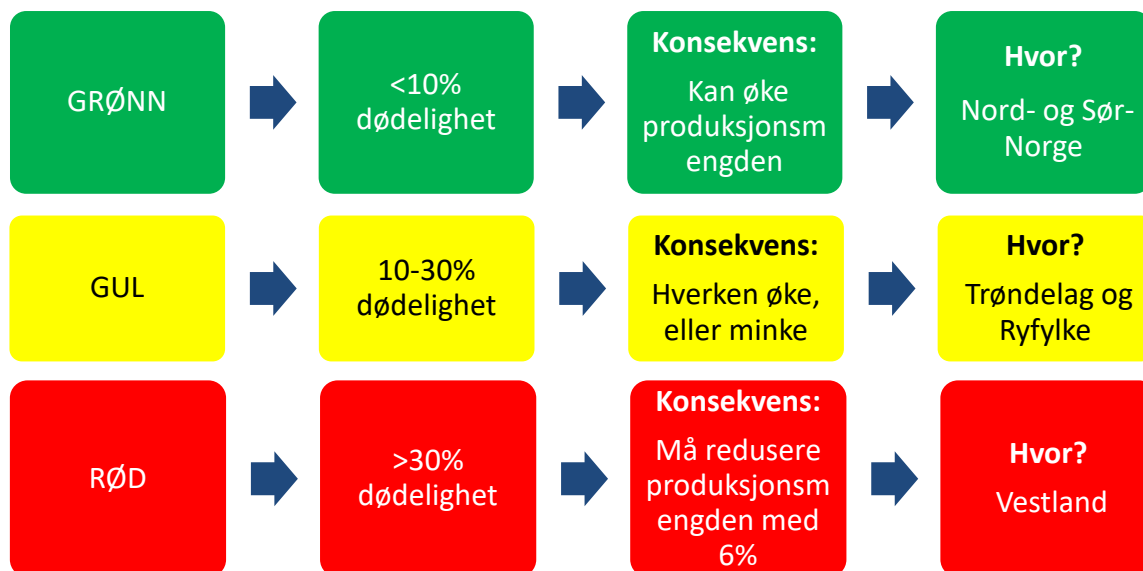 GRØNN
<10%
dødelighet
Konsekvens:
Kan øke
produksjonsm
engden
Hvor?
Nord- og Sør-
Norge
GUL
10-30%
dødelighet
Konsekvens:
Hverken øke,
eller minke
Hvor?
Trøndelag og
Ryfylke
RØD
>30%
dødelighet
Konsekvens:
Må redusere
produksjonsm
engden med
6%
Hvor?
Vestland